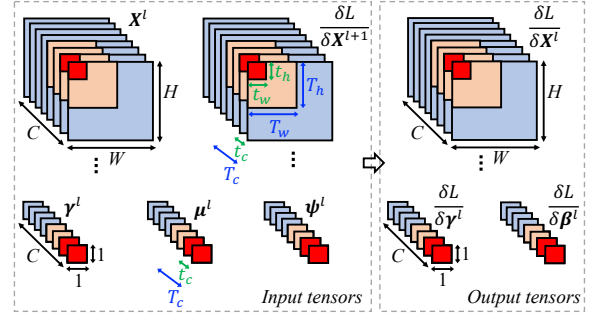 X^l
δL
δX^{l+1}
δL
δX^l
t_h
t_w
T_h
T_w
H
H
C
W
t_c
T_c
C
W
γ^l
μ^l
ψ^l
δL
δγ^l
δL
δβ^l
C
1
1
t_c
T_c
C
1
1
Input tensors
Output tensors